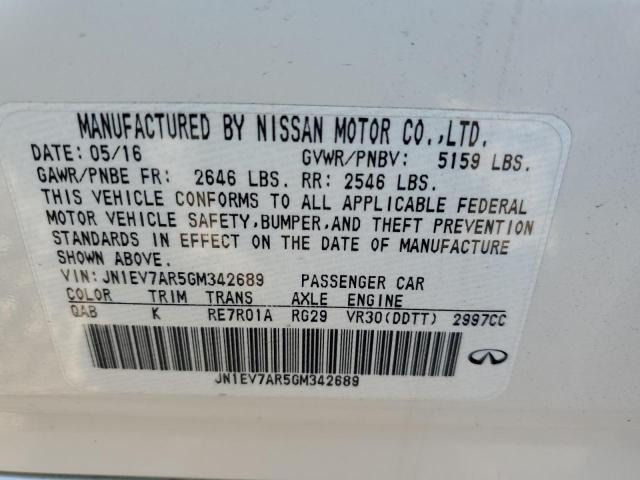 MANUFACTURED BY NISSAN MOTOR CO.,LTD.
DATE: 05/16 GVWR/PNBV: 5159 LBS.
GAWR/PNBE FR: 2646 LBS. RR: 2546 LBS.
THIS VEHICLE CONFORMS TO ALL APPLICABLE FEDERAL
MOTOR VEHICLE SAFETY,BUMPER,AND THEFT PREVENTION
STANDARDS IN EFFECT ON THE DATE OF MANUFACTURE
SHOWN ABOVE.
VIN:JN1EV7AR5GM342689 PASSENGER CAR
COLOR TRIM TRANS AXLE ENGINE
QAB K RE7R01A RG29 VR30(DDTT) 2997CC
JN1EV7AR5GM342689
INFINITI